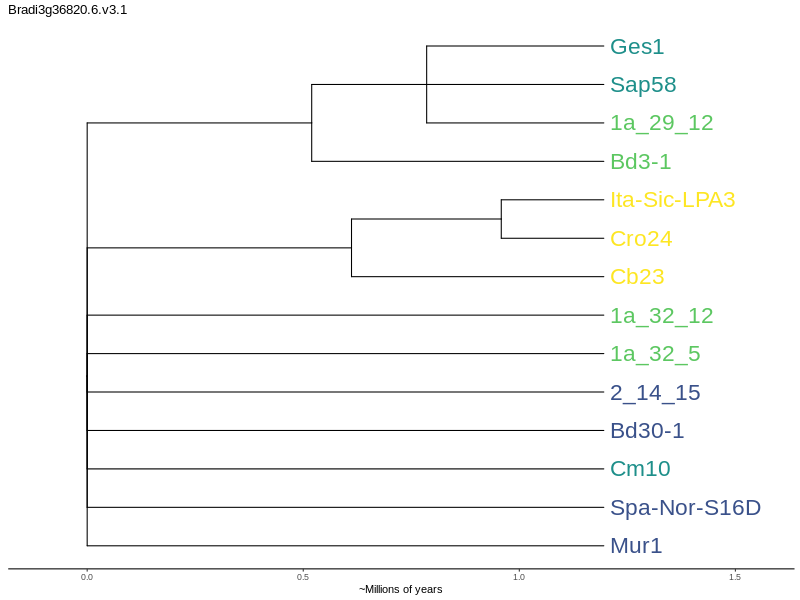 Bradi3g36820.6.v3.1
Ges1
Sap58
1a_29_12
Bd3-1
Ita-Sic-LPA3
Cro24
Cb23
1a_32_12
1a_32_5
2_14_15
Bd30-1
Cm10
Spa-Nor-S16D
Mur1
0.0 0.5 1.0 1.5
~Millions of years